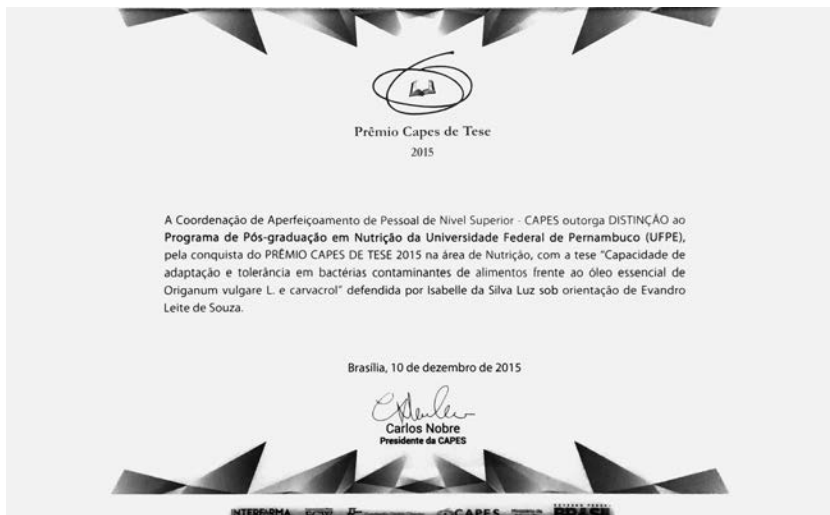 Prêmio Capes de Tese
2015
A Coordenação de Aperfeiçoamento de Pessoal de Nível Superior - CAPES outorga DISTINÇÃO ao
Programa de Pós-graduação em Nutrição da Universidade Federal de Pernambuco (UFPE),
pela conquista do PRÊMIO CAPES DE TESE 2015 na área de Nutrição, com a tese "Capacidade de
adaptação e tolerância em bactérias contaminantes de alimentos frente ao óleo essencial de
Origanum vulgare L. e carvacrol" defendida por Isabelle da Silva Luz sob orientação de Evandro
Leite de Souza.
Brasília, 10 de dezembro de 2015
Carlos Nobre
Presidente da CAPES
INTERFARMA CAPES BRASIL